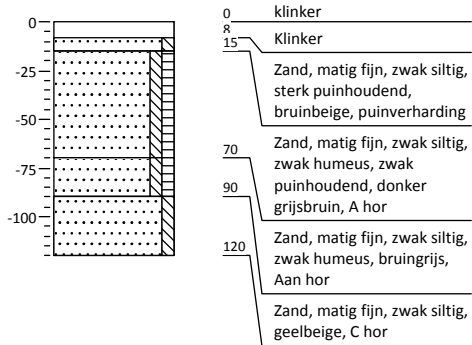 0
-25
-50
-75
-100
0 klinker
8 Klinker
15
Zand, matig fijn, zwak siltig,
sterk puinhoudend,
bruinbeige, puinverharding
70 Zand, matig fijn, zwak siltig,
zwak humeus, zwak
puinhoudend, donker
grijsbruin, A hor
90
Zand, matig fijn, zwak siltig,
zwak humeus, bruingrijs,
Aan hor
120
Zand, matig fijn, zwak siltig,
geelbeige, C hor